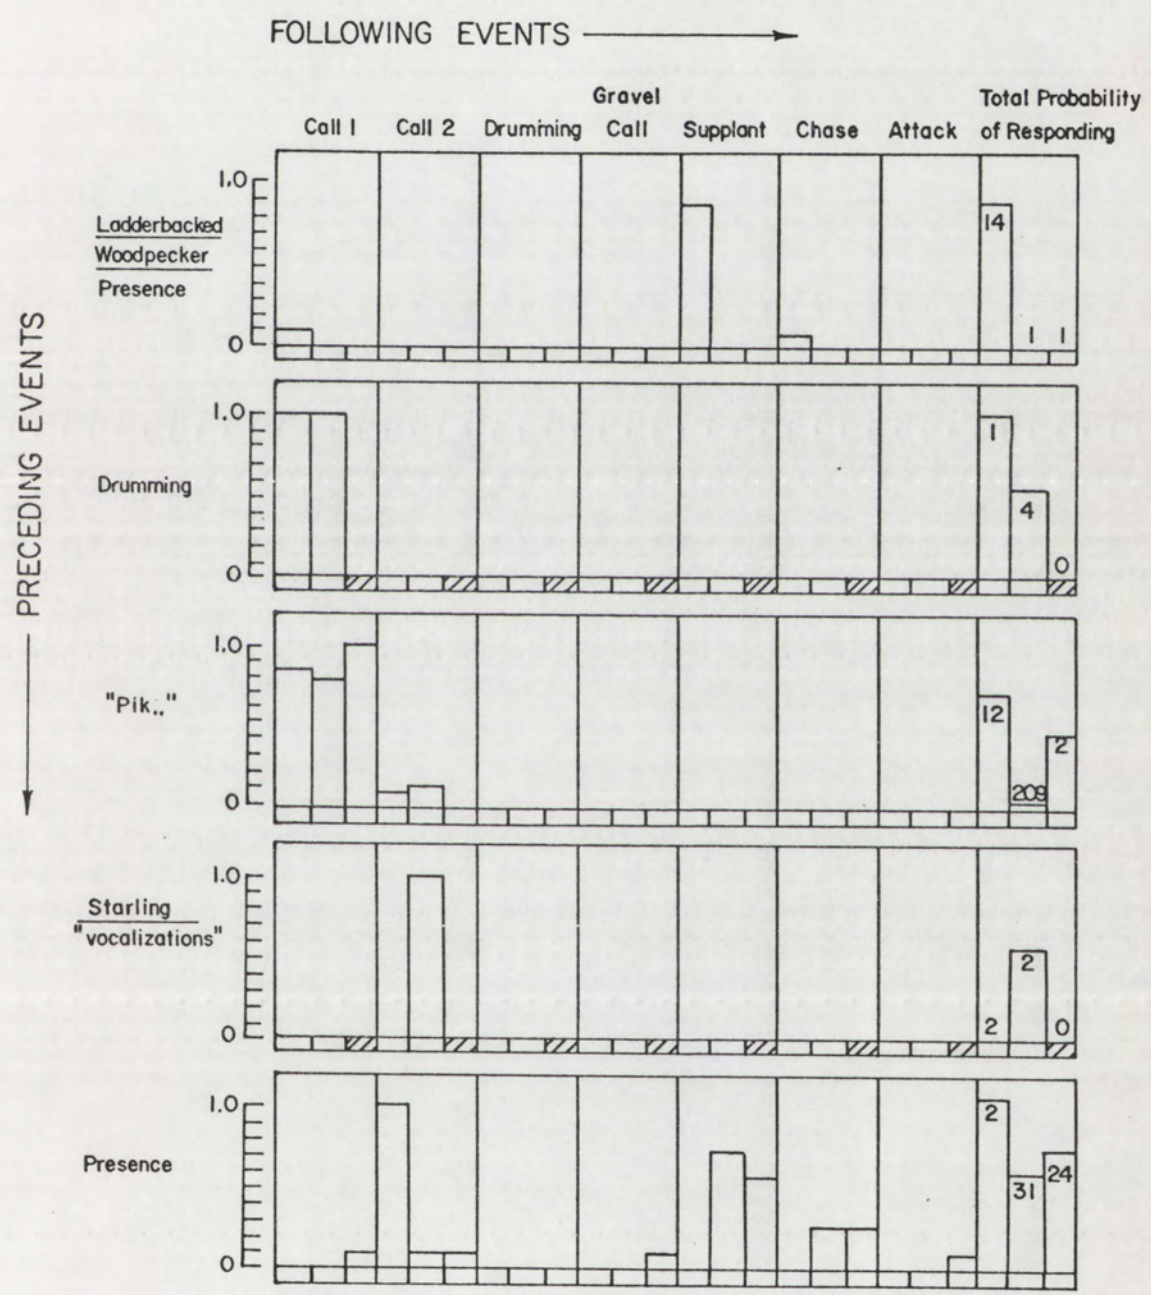 FOLLOWING EVENTS
Gravel
Total Probability
Call 1 Call 2 Drumming Call Supplant Chase Attack of Responding
PRECEDING EVENTS
1.0
Ladderbacked
Woodpecker
Presence
0
14 1 1
1.0
Drumming
0
1
4
0
1.0
"Pik.,"
0
12
2
209
1.0
Starling
"vocalizations"
0
2
2 0
1.0
Presence
0
2
31
24